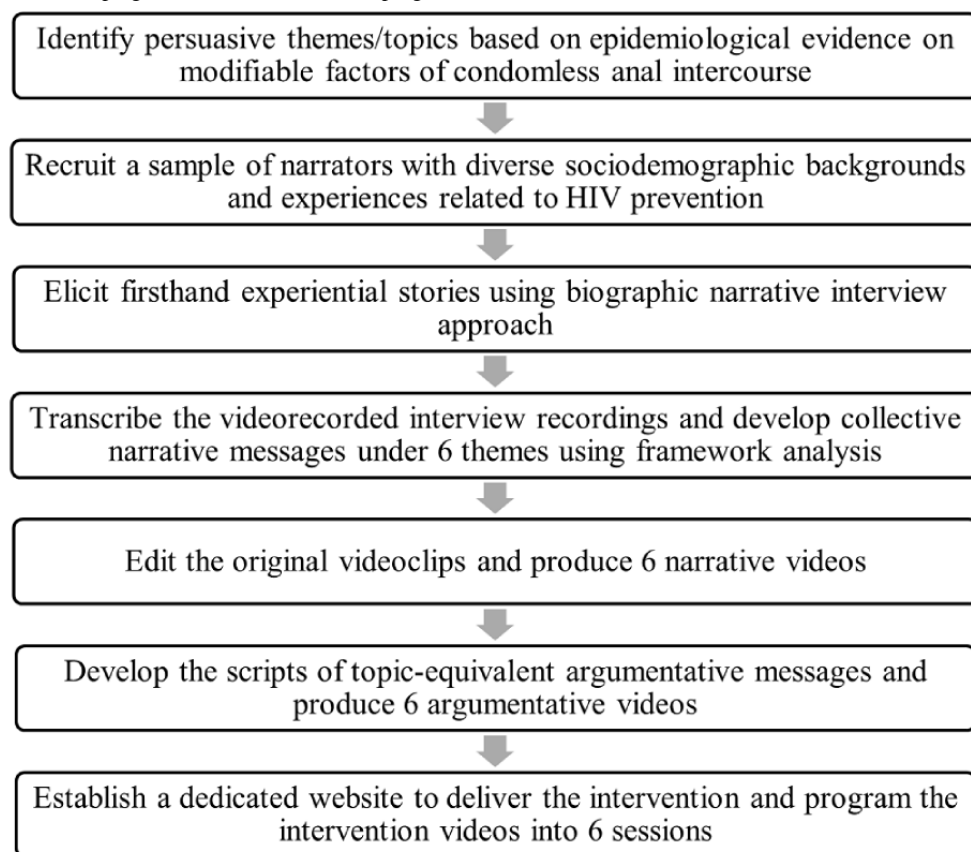 Identify persuasive themes/topics based on epidemiological evidence on
modifiable factors of condomless anal intercourse
Recruit a sample of narrators with diverse sociodemographic backgrounds
and experiences related to HIV prevention
Elicit firsthand experiential stories using biographic narrative interview
approach
Transcribe the videorecorded interview recordings and develop collective
narrative messages under 6 themes using framework analysis
Edit the original videoclips and produce 6 narrative videos
Develop the scripts of topic-equivalent argumentative messages and
produce 6 argumentative videos
Establish a dedicated website to deliver the intervention and program the
intervention videos into 6 sessions